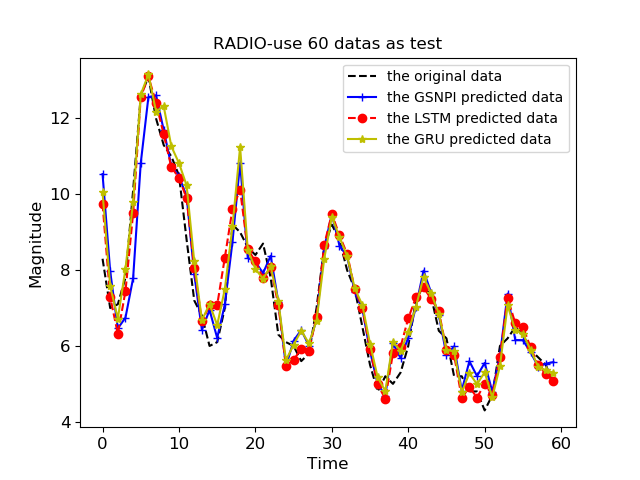 RADIO-use 60 datas as test
the original data
the GSNPI predicted data
the LSTM predicted data
the GRU predicted data
Magnitude
12
10
8
6
4
0 10 20 30 40 50 60
Time